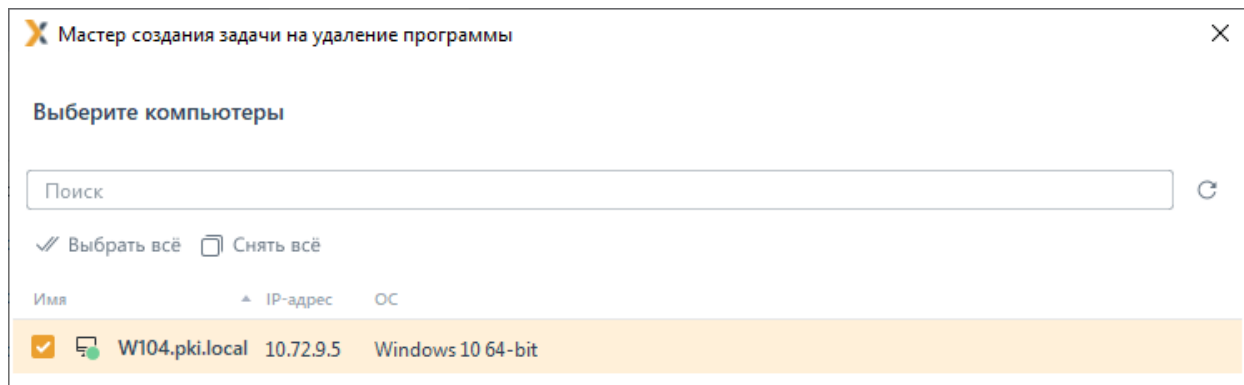 Мастер создания задачи на удаление программы
Выберите компьютеры
Поиск
Выбрать всё Снять всё
Имя IP-адрес ОС
W104.pki.local 10.72.9.5 Windows 10 64-bit